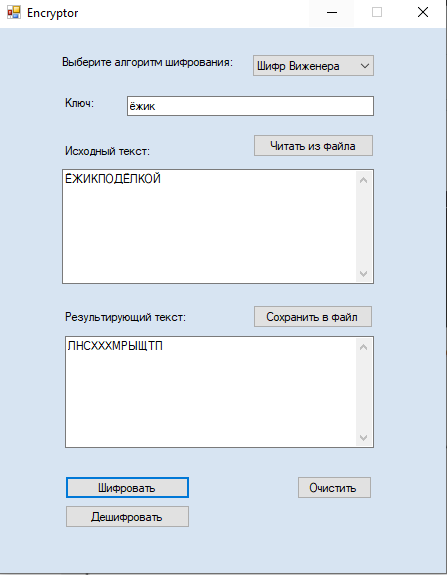 Encryptor
Выберите алгоритм шифрования:
Шифр Виженера
Ключ:
ёжик
Читать из файла
Исходный текст:
ЁЖИКПОДЁЛКОЙ
Результирующий текст:
Сохранить в файл
ЛНСХХХМРЫЩТП
Шифровать
Очистить
Дешифровать